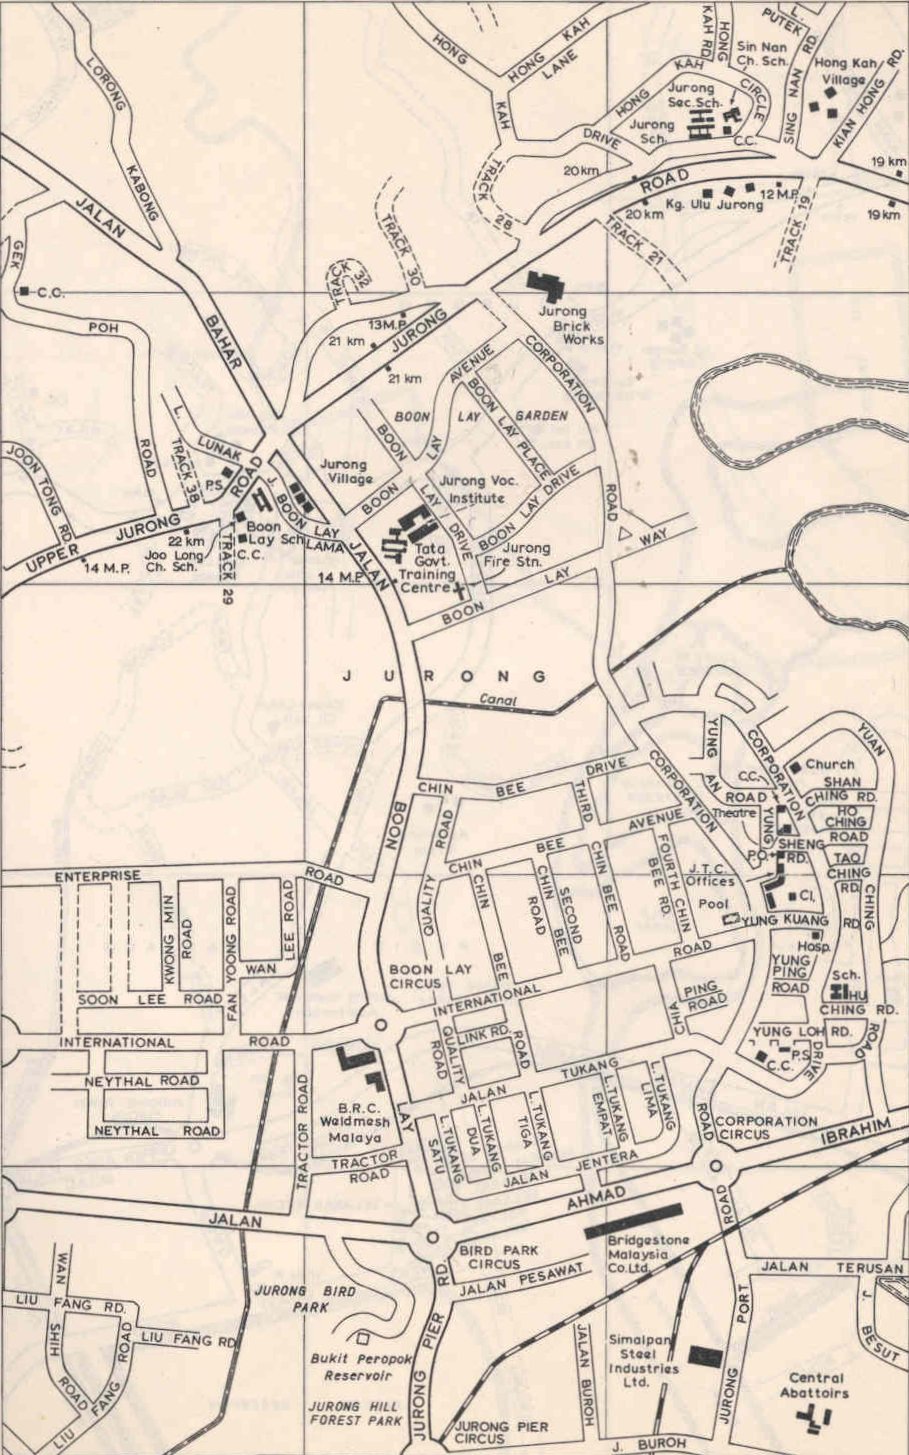 HONG
KAH
HONG KAH
LANE
KAH RD.
HONG
L.
PUTEK
SING NAN RD.
Sin Nan
Ch. Sch.
Hong Kah
Village
KIAN HONG RD.
LORONG
KABONG
HONG
KAH
CIRCLE
DRIVE
Jurong
Sec. Sch.
Jurong
Sch.
C.C.
20km
ROAD
19 km
TRACK
28
20km
Kg. Ulu Jurong
12 M.P.
TRACK 19
19km
TRACK 21
JALAN
BAHAR
GEK
POH
ROAD
C.C.
TRACK 32
TRACK 30
13M.P.
21 km
JURONG
21 km
Jurong
Brick
Works
CORPORATION
ROAD
AVENUE
LAY
BOON
BOON LAY GARDEN
BOON LAY PLACE
BOON LAY DRIVE
L.
LUNAK
ROAD
TRACK 38
P.S.
JOON TONG RD.
UPPER JURONG
22 km
14 M.P.
Joo Long
Ch. Sch.
TRACK 29
Boon
Lay Sch.
C.C.
J. BOON LAY
LAMA
JALAN
14 M.P.
Jurong
Village
BOON
LAY
DRIVE
Jurong Voc.
Institute
Tata
Govt.
Training
Centre
Jurong
Fire Stn.
BOON LAY WAY
JURONG
Canal
YUNG
AN
ROAD
CORPORATION
YUAN
CHING
ROAD
Church
SHAN
CHING RD.
HO
CHING
ROAD
TAO
CHING
RD.
C.C.
Theatre
YUNG
SHENG
RD.
P.O.
J.T.C.
Offices
Pool
C.I.
YUNG KUANG
RD.
Hosp.
YUNG
PING
ROAD
Sch.
HU
CHING RD.
YUNG LOH RD.
DRIVE
P.S.
C.C.
CHIN BEE DRIVE
CORPORATION
BOON
ROAD
QUALITY
THIRD
CHIN
BEE
ROAD
CHIN BEE AVENUE
CHIN
BEE
ROAD
CHIN
ROAD
SECOND
BEE
FOURTH CHIN
BEE RD.
ENTERPRISE ROAD
KWONG MIN
ROAD
FAN YOONG ROAD
LEE ROAD
WAN
SOON LEE ROAD
BOON LAY
CIRCUS
INTERNATIONAL ROAD
PING
ROAD
CHIA
INTERNATIONAL ROAD
QUALITY
ROAD
LINK RD.
NEYTHAL ROAD
NEYTHAL ROAD
TRACTOR ROAD
B.R.C.
Weldmesh
Malaya
LAY
TRACTOR
ROAD
JALAN TUKANG
L. TUKANG
SATU
L. TUKANG
DUA
L. TUKANG
TIGA
L. TUKANG
EMPAT
L. TUKANG
LIMA
JALAN JENTERA
ROAD
CORPORATION
CIRCUS
IBRAHIM
AHMAD
JALAN
ROAD
Bridgestone
Malaysia
Co. Ltd.
BIRD PARK
CIRCUS
JALAN PESAWAT
JALAN TERUSAN
J.
BESUT
WAN
SHIH
ROAD
LIU FANG RD.
LIU FANG RD.
LIU FANG ROAD
JURONG BIRD
PARK
Bukit Peropok
Reservoir
JURONG HILL
FOREST PARK
JURONG PIER RD.
JALAN BUROH
Simalpan
Steel
Industries
Ltd.
JURONG PORT
Central
Abattoirs
JURONG PIER
CIRCUS
J. BUROH